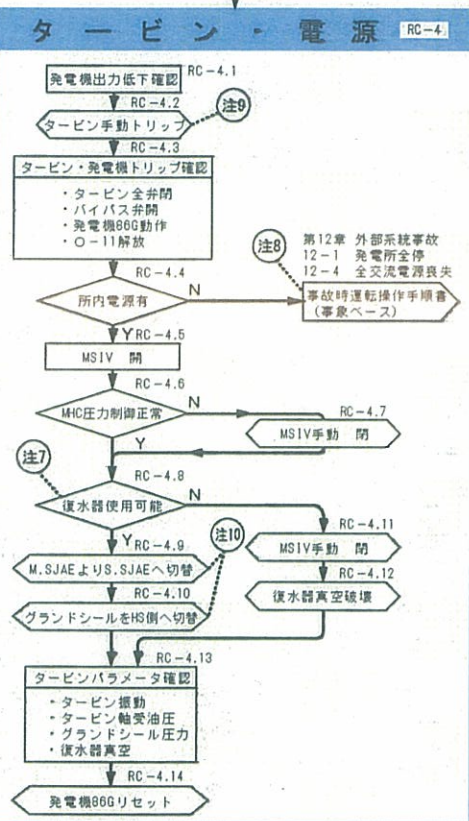 タービン・電源 RC-4
発電機出力低下確認 RC-4.1
RC-4.2
タービン手動トリップ 注9
RC-4.3
タービン・発電機トリップ確認
・タービン全弁閉
・バイパス弁開
・発電機86G動作
・O-11解放
注8 第12章 外部系統事故
12-1 発電所全停
12-4 全交流電源喪失
事故時運転操作手順書
(事象ベース)
RC-4.4
所内電源有 N
Y RC-4.5
MSIV 開
RC-4.6
MHC圧力制御正常 N
RC-4.7
MSIV手動 閉
Y
注7
RC-4.8
復水器使用可能 N
Y RC-4.9
注10
M.SJAEよりS.SJAEへ切替
RC-4.10
グランドシールをHS側へ切替
RC-4.11
MSIV手動 閉
RC-4.12
復水器真空破壊
RC-4.13
タービンパラメータ確認
・タービン振動
・タービン軸受油圧
・グランドシール圧力
・復水器真空
RC-4.14
発電機86Gリセット